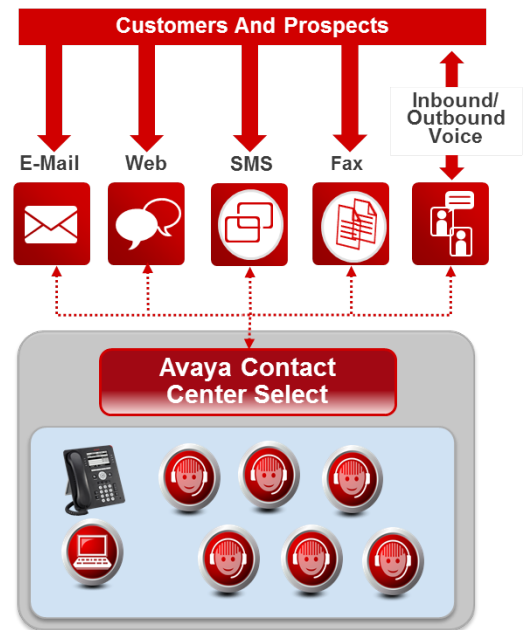 Customers And Prospects
Inbound/
Outbound
Voice
E-Mail
Web
SMS
Fax
Avaya Contact
Center Select